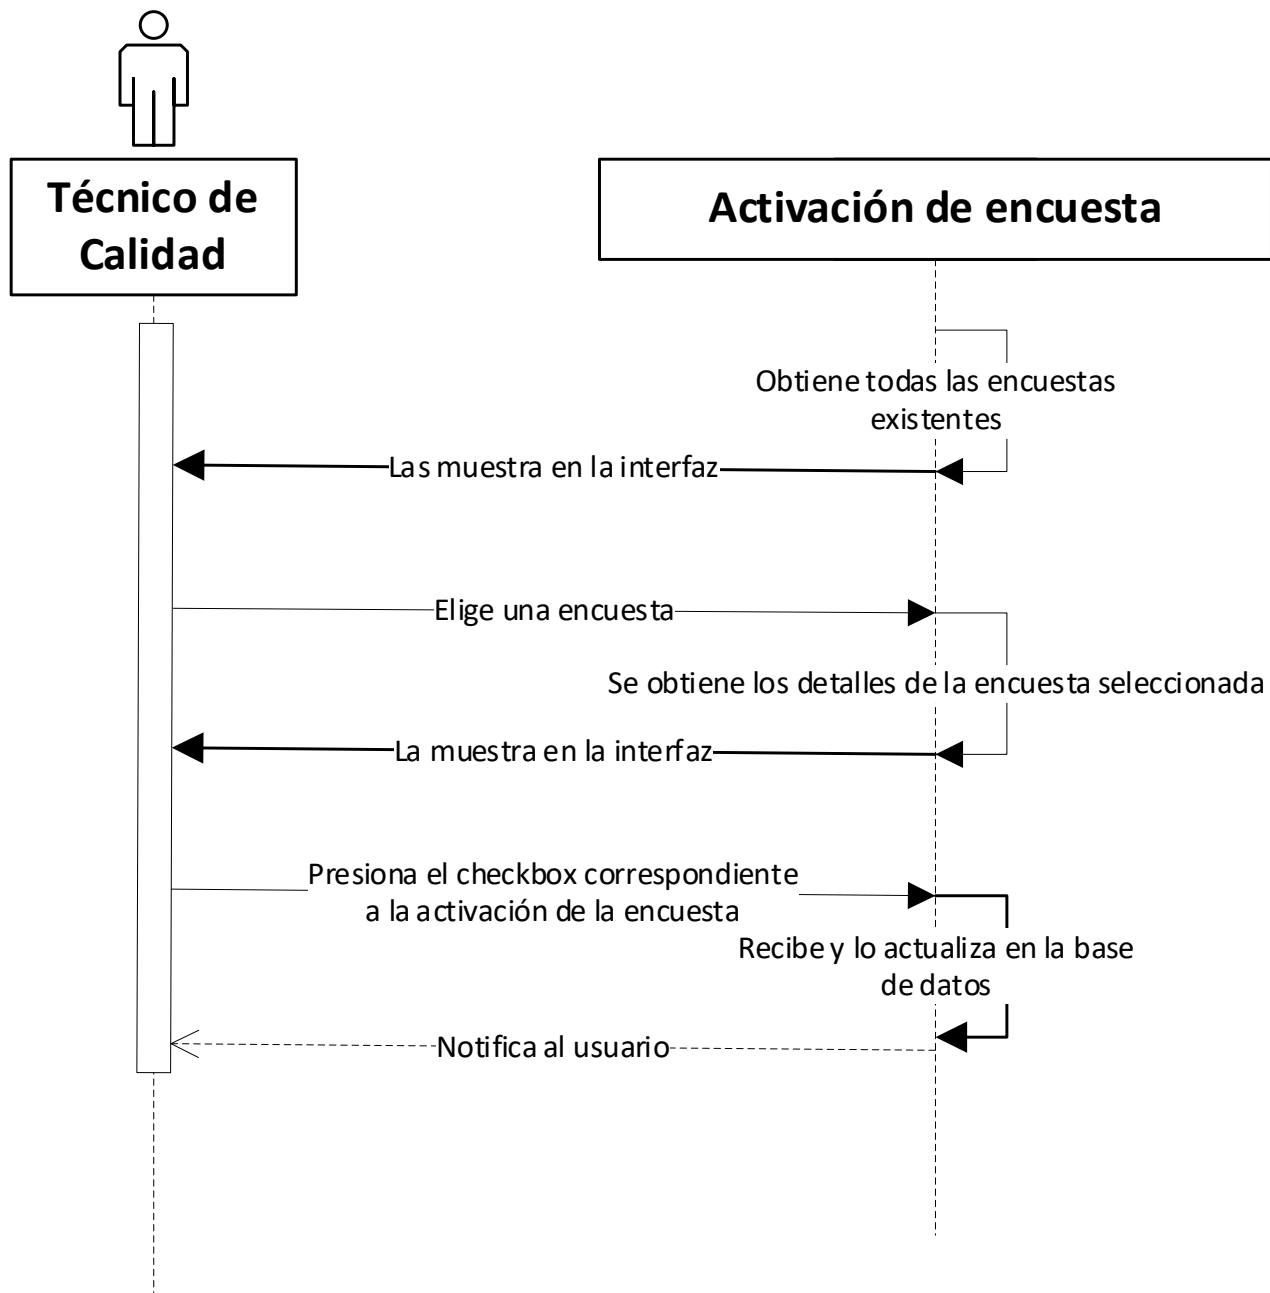 Técnico de
Calidad
Activación de encuesta
Obtiene todas las encuestas
existentes
Las muestra en la interfaz
Elige una encuesta
Se obtiene los detalles de la encuesta seleccionada
La muestra en la interfaz
Presiona el checkbox correspondiente
a la activación de la encuesta
Recibe y lo actualiza en la base
de datos
Notifica al usuario